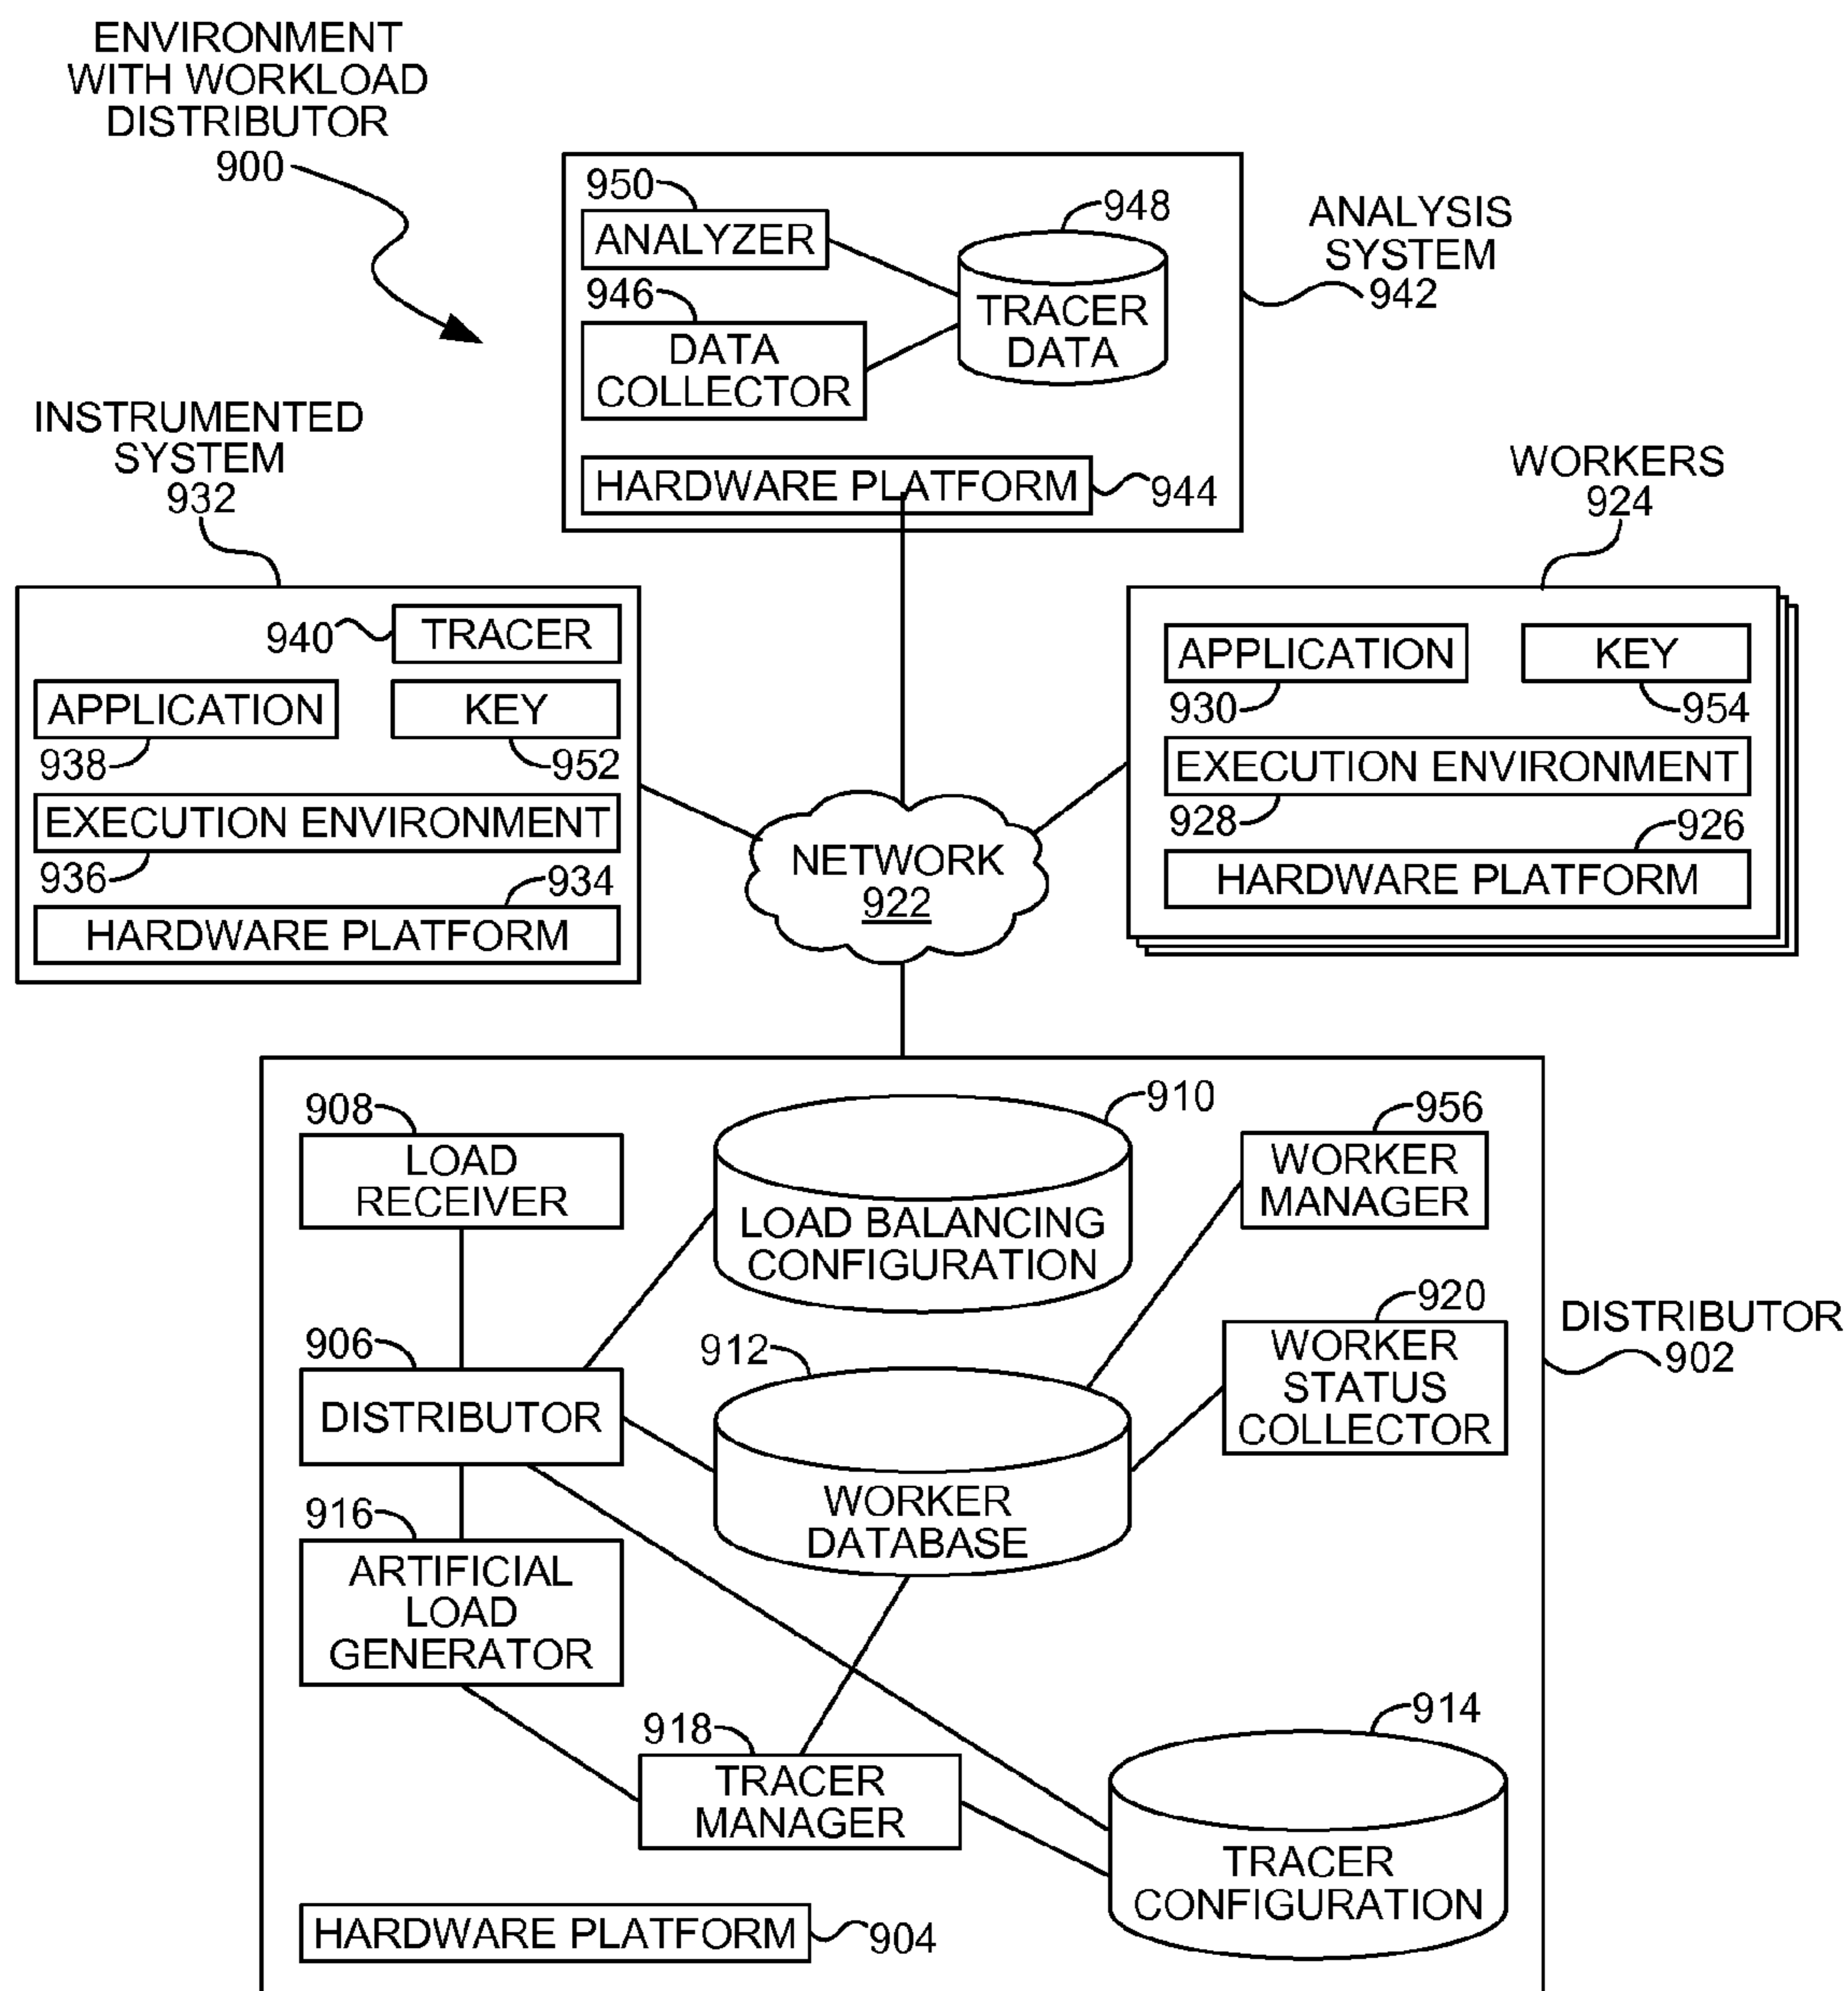 ENVIRONMENT
WITH WORKLOAD
DISTRIBUTOR
900
950
ANALYZER
946
DATA
COLLECTOR
948
TRACER
DATA
HARDWARE PLATFORM
944
ANALYSIS
SYSTEM
942
INSTRUMENTED
SYSTEM
932
940
TRACER
APPLICATION
938
KEY
952
EXECUTION ENVIRONMENT
936
934
HARDWARE PLATFORM
WORKERS
924
APPLICATION
930
KEY
954
EXECUTION ENVIRONMENT
928
926
HARDWARE PLATFORM
NETWORK
922
908
LOAD
RECEIVER
910
LOAD BALANCING
CONFIGURATION
956
WORKER
MANAGER
906
DISTRIBUTOR
912
WORKER
DATABASE
920
WORKER
STATUS
COLLECTOR
DISTRIBUTOR
902
916
ARTIFICIAL
LOAD
GENERATOR
918
TRACER
MANAGER
914
TRACER
CONFIGURATION
HARDWARE PLATFORM
904